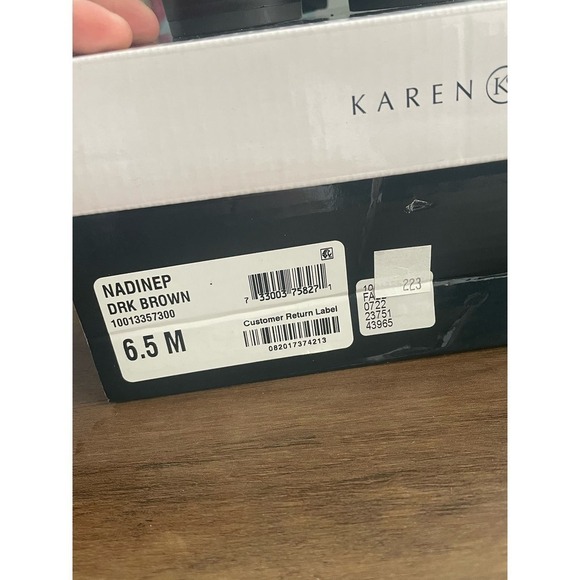 KAREN K
NADINEP
DRK BROWN
10013357300
6.5 M
7 33003 75827 1
Customer Return Label
082017374213
10 223
FA
0722
23751
43965